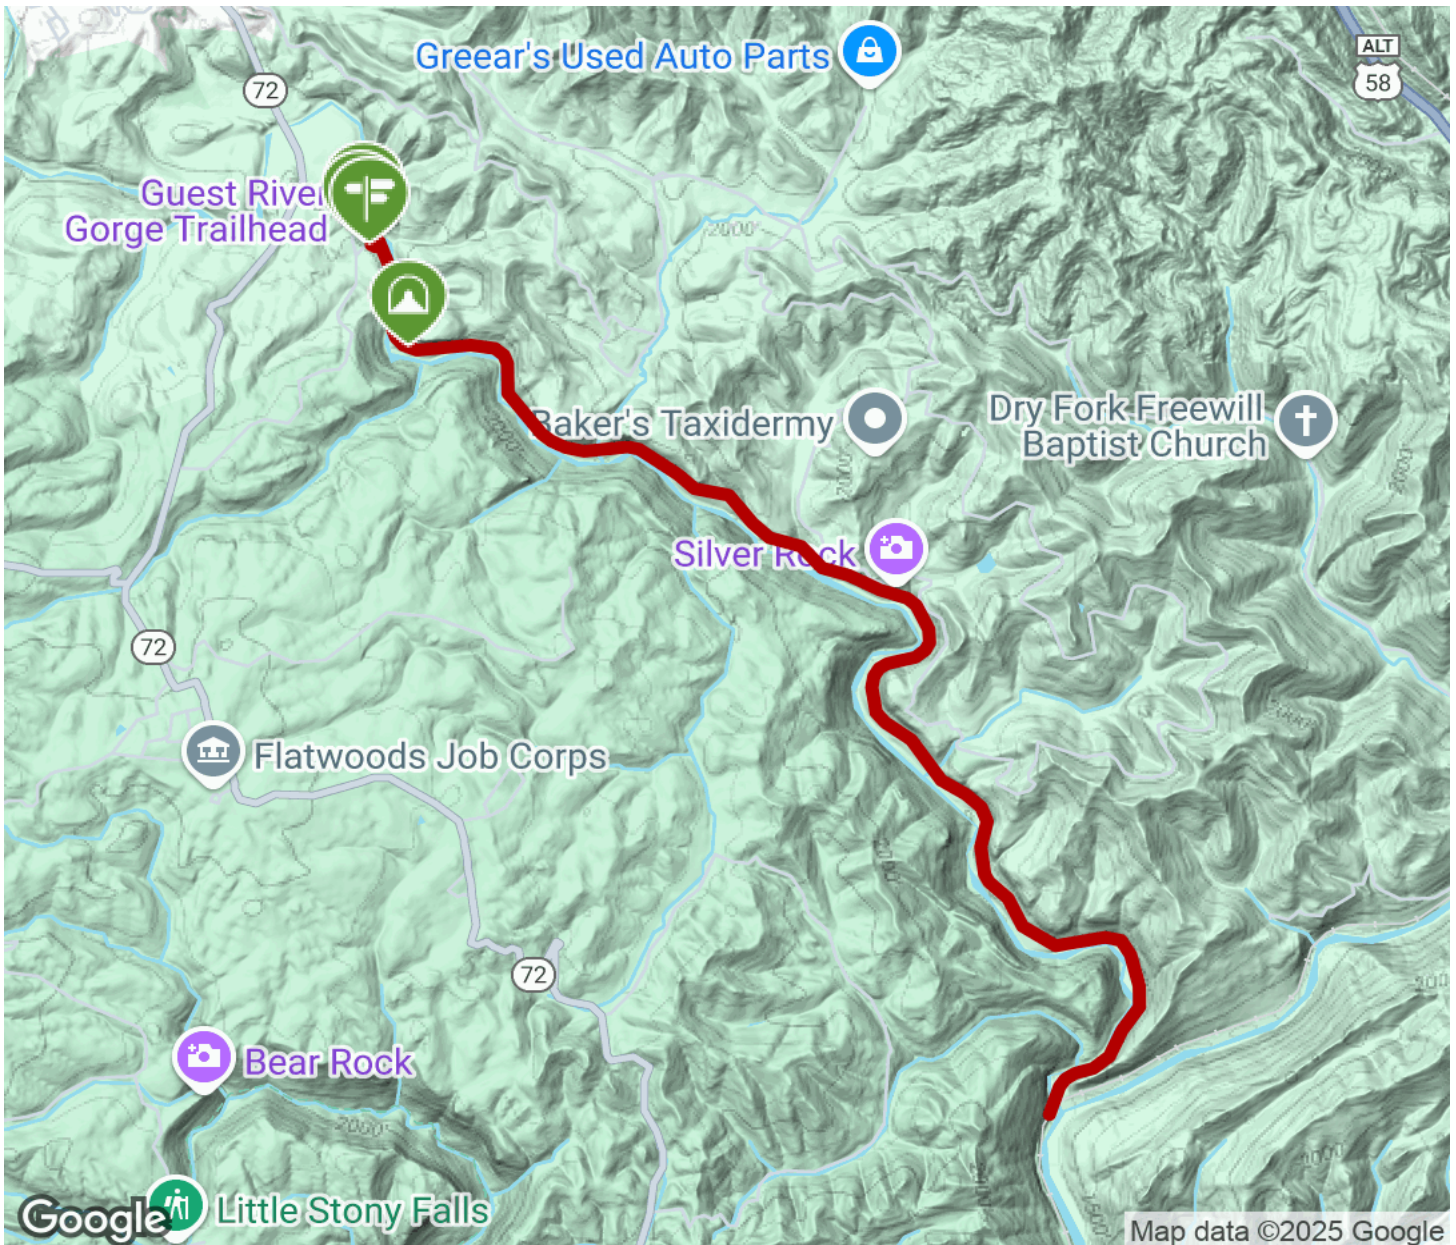 Greear's Used Auto Parts
ALT
58
72
Guest River
Gorge Trailhead
2000'
Baker's Taxidermy
Dry Fork Freewill
Baptist Church
Silver Rock
72
Flatwoods Job Corps
72
Bear Rock
2000'
Little Stony Falls
Google
Map data ©2025 Google